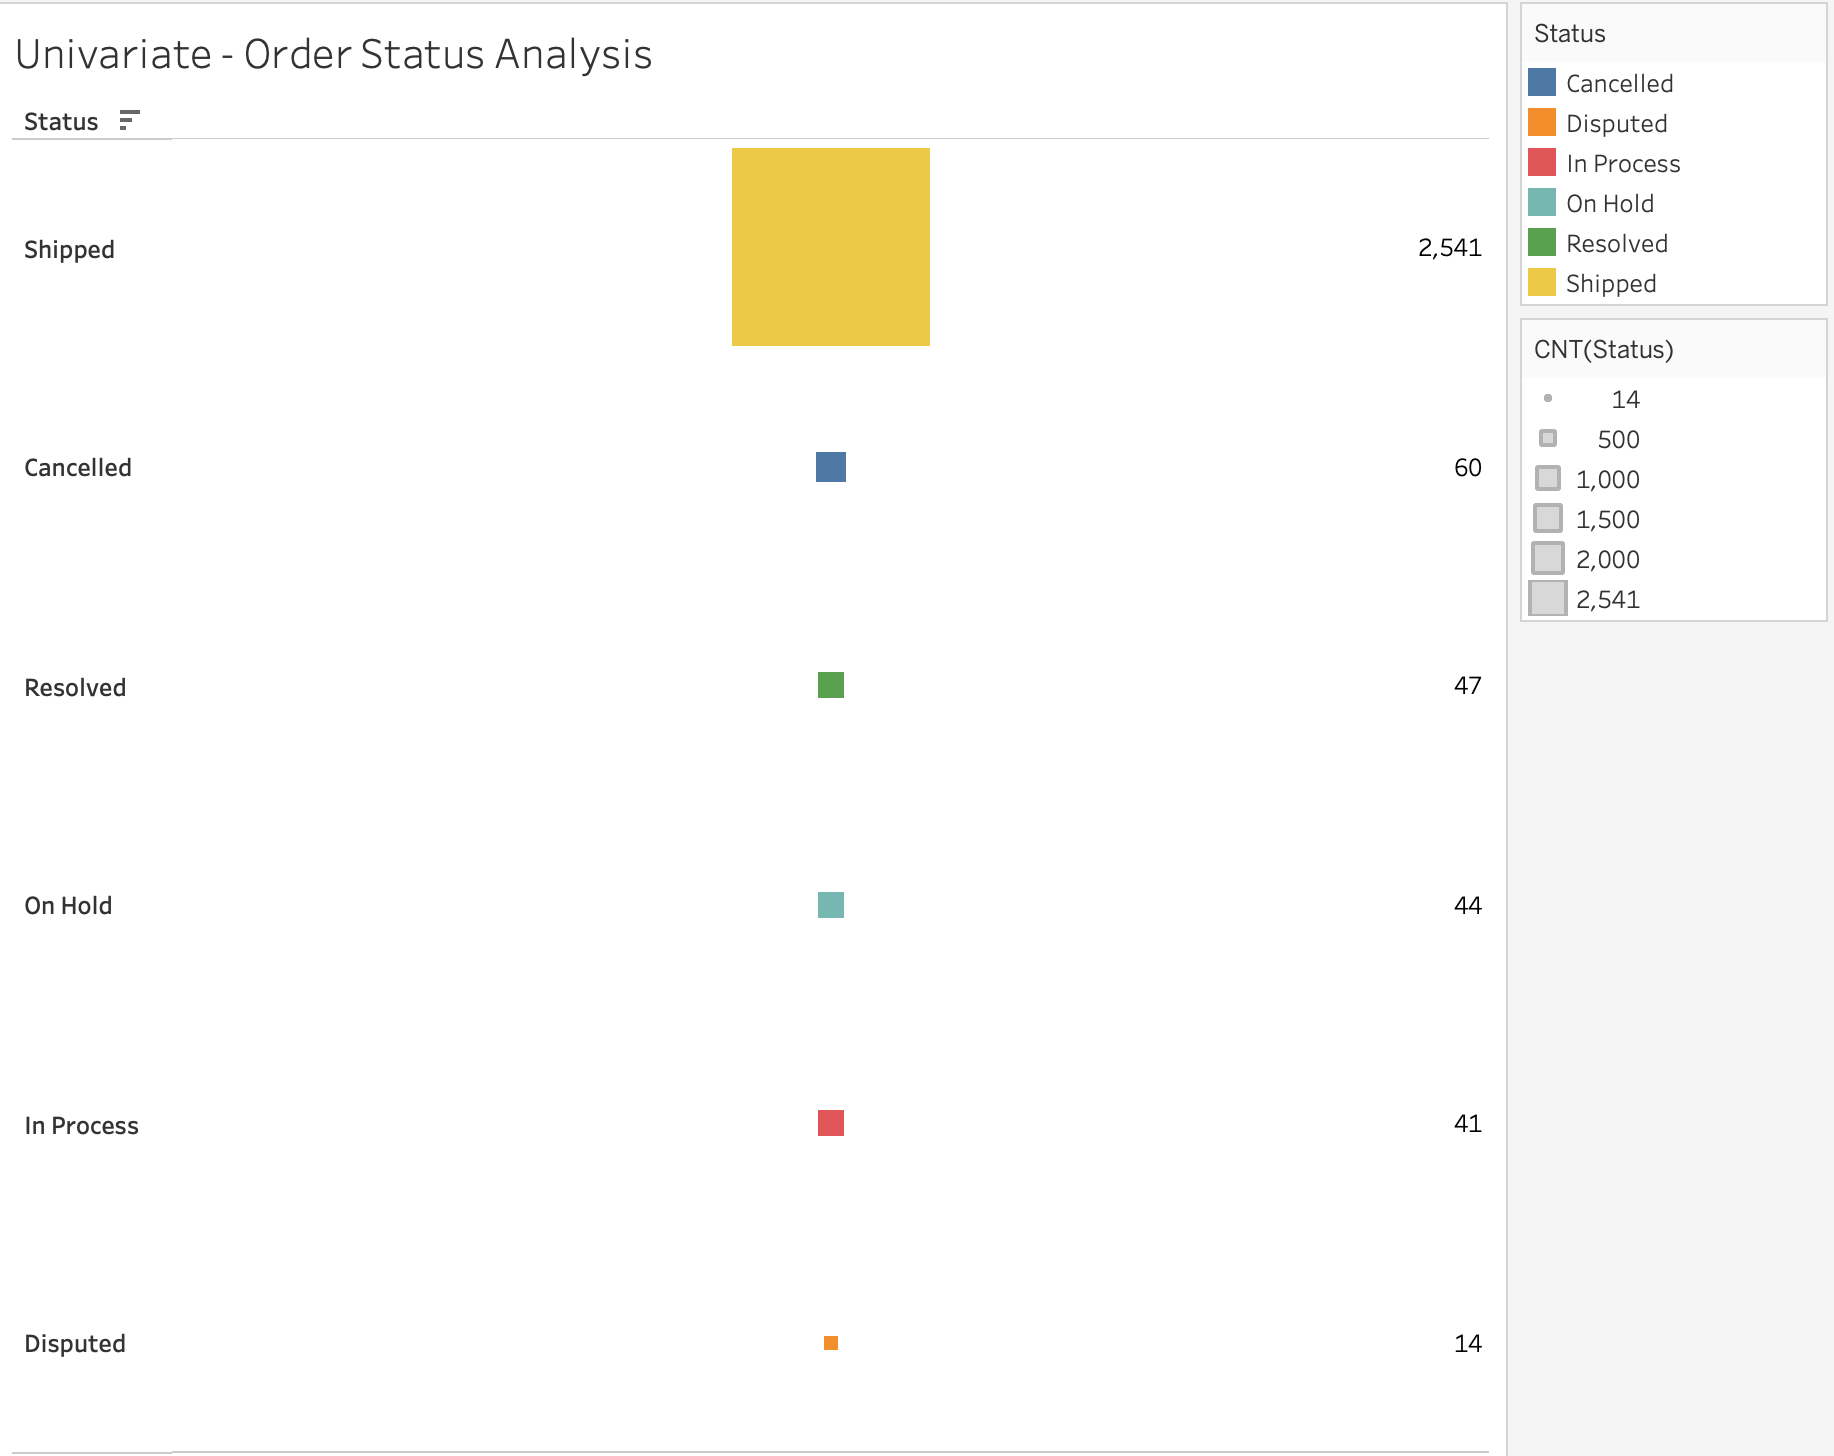 Univariate - Order Status Analysis
Status
Shipped 2,541
Cancelled 60
Resolved 47
On Hold 44
In Process 41
Disputed 14
Status
Cancelled
Disputed
In Process
On Hold
Resolved
Shipped
CNT(Status)
14
500
1,000
1,500
2,000
2,541